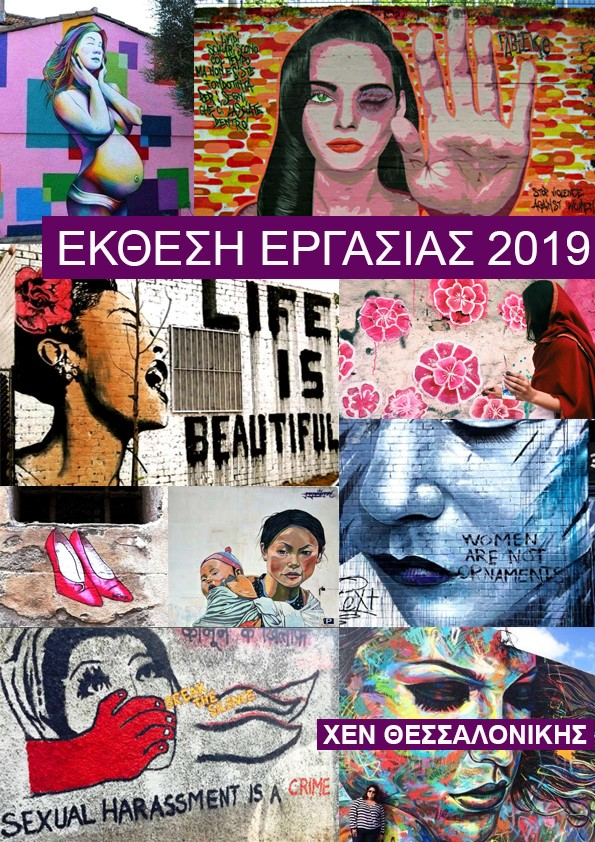 STOP VIOLENCE
AGAINST WOMEN
ΕΚΘΕΣΗ ΕΡΓΑΣΙΑΣ 2019
LIFE
IS
BEAUTIFUL
WOMEN
ARE NOT
ORNAMENTS
P
BREAK
THE
SILENCE
SEXUAL HARASSMENT IS A CRIME
ΧΕΝ ΘΕΣΣΑΛΟΝΙΚΗΣ